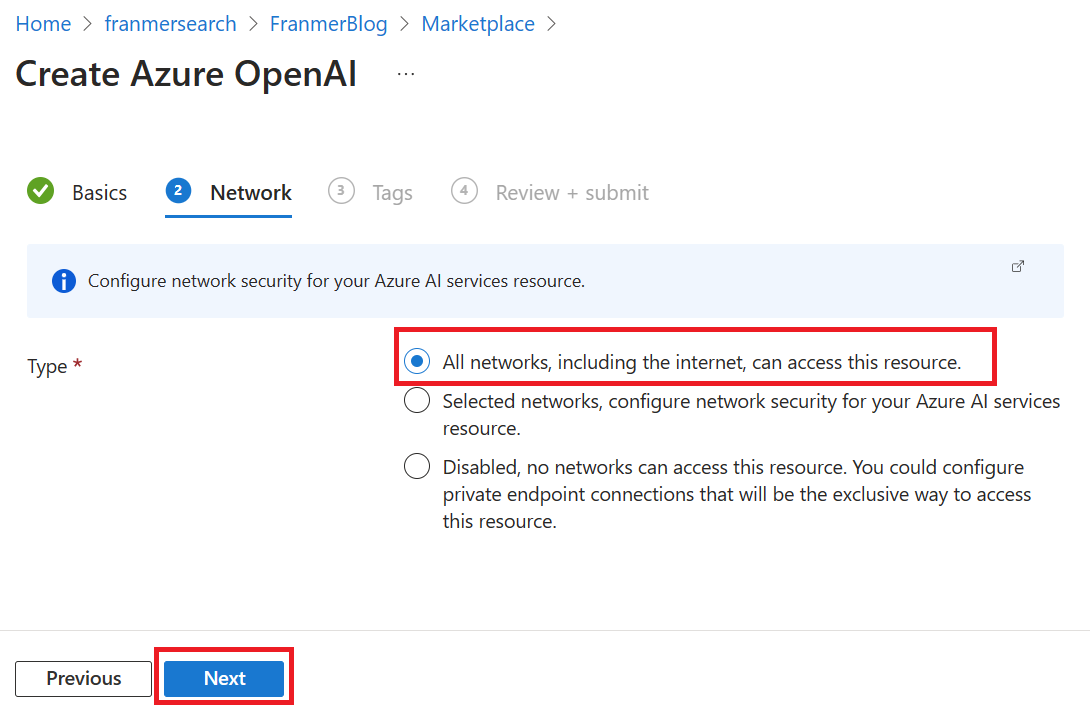 Home > franmersearch > FranmerBlog > Marketplace >
Create Azure OpenAI ...
Basics 2 Network 3 Tags 4 Review + submit
Configure network security for your Azure AI services resource.
Type *
All networks, including the internet, can access this resource.
Selected networks, configure network security for your Azure AI services
resource.
Disabled, no networks can access this resource. You could configure
private endpoint connections that will be the exclusive way to access
this resource.
Previous Next